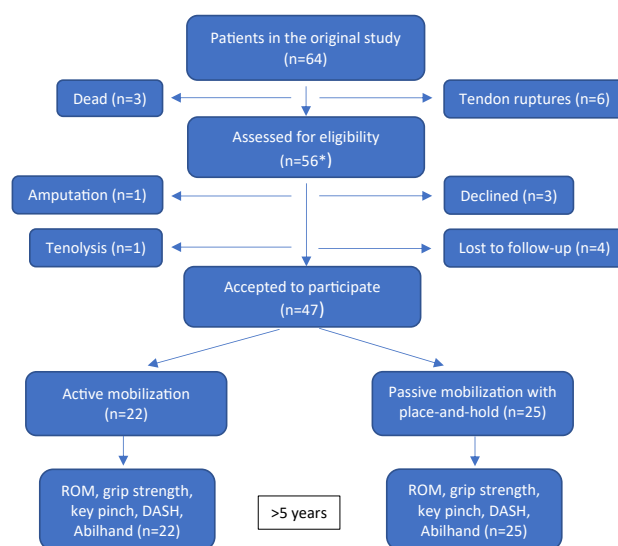 Patients in the original study
(n=64)
Dead (n=3)
Tendon ruptures (n=6)
Assessed for eligibility
(n=56*)
Amputation (n=1)
Declined (n=3)
Tenolysis (n=1)
Lost to follow-up (n=4)
Accepted to participate
(n=47)
Active mobilization
(n=22)
Passive mobilization with
place-and-hold (n=25)
ROM, grip strength,
key pinch, DASH,
Abilhand (n=22)
>5 years
ROM, grip strength,
key pinch, DASH,
Abilhand (n=25)